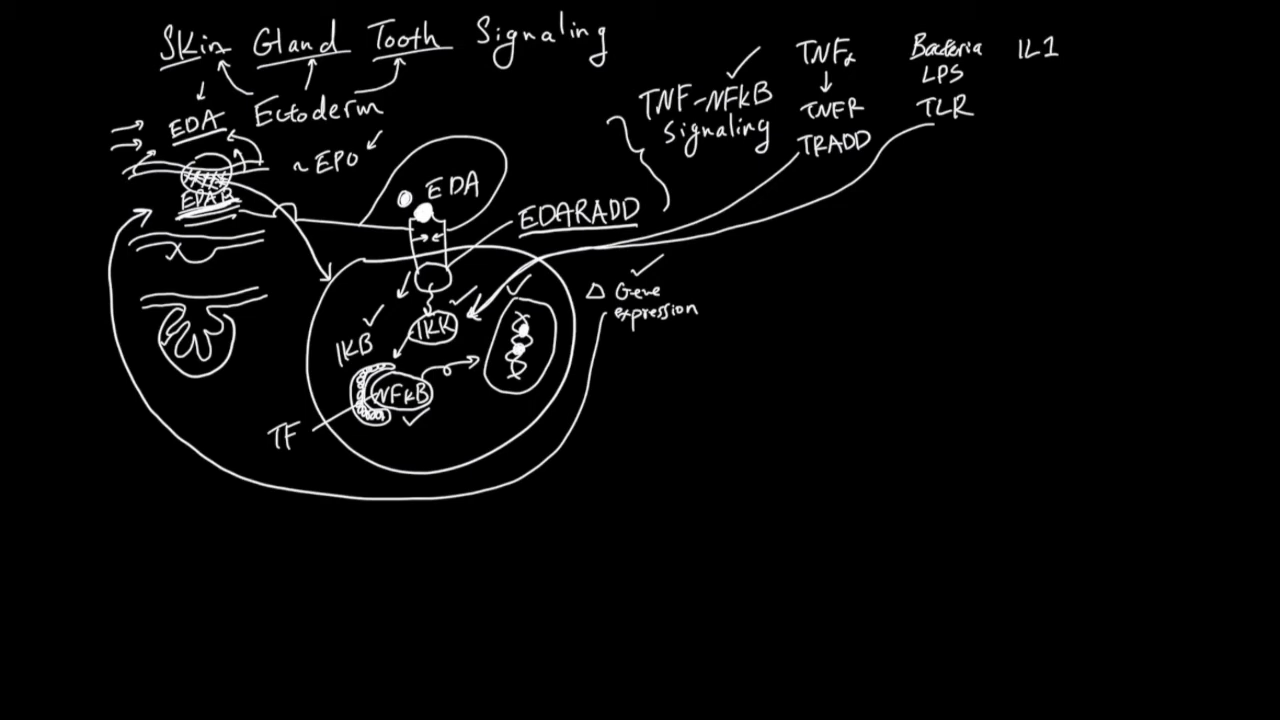 Skin Gland Tooth Signaling
Ectoderm
EDA
~ EPO
EDAR
EDA
EDARADD
TNF-NFkB
signaling
TNFα
TNFR
TRADD
Bacteria
LPS
TLR
IL1
Δ Gene
expression
IKK
IKB
NFkB
TF